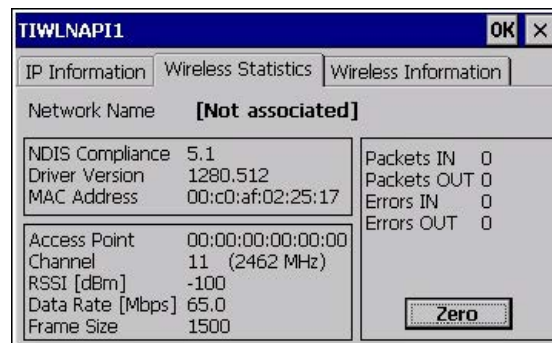 TIWLNAPI1 OK ×
IP Information Wireless Statistics Wireless Information
Network Name [Not associated]
NDIS Compliance 5.1
Driver Version 1280.512
MAC Address 00:c0:af:02:25:17
Packets IN 0
Packets OUT 0
Errors IN 0
Errors OUT 0
Access Point 00:00:00:00:00:00
Channel 11 (2462 MHz)
RSSI [dBm] -100
Data Rate [Mbps] 65.0
Frame Size 1500
Zero